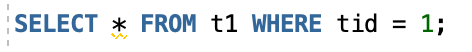 SELECT * FROM t1 WHERE tid = 1;